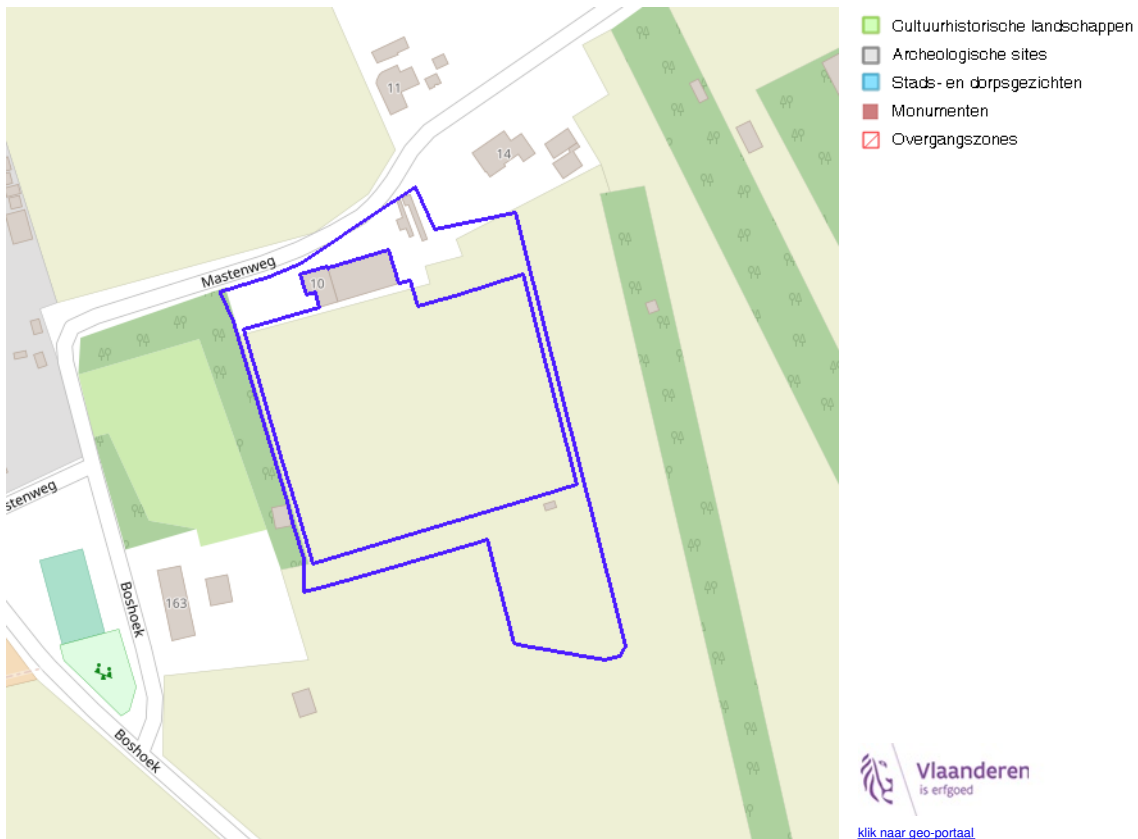 11
14
Mastenweg
10
stenweg
Boshoek
163
Boshoek
Cultuurhistorische landschappen
Archeologische sites
Stads- en dorpsgezichten
Monumenten
Overgangszones
Vlaanderen
is erfgoed
klik naar geo-portaal